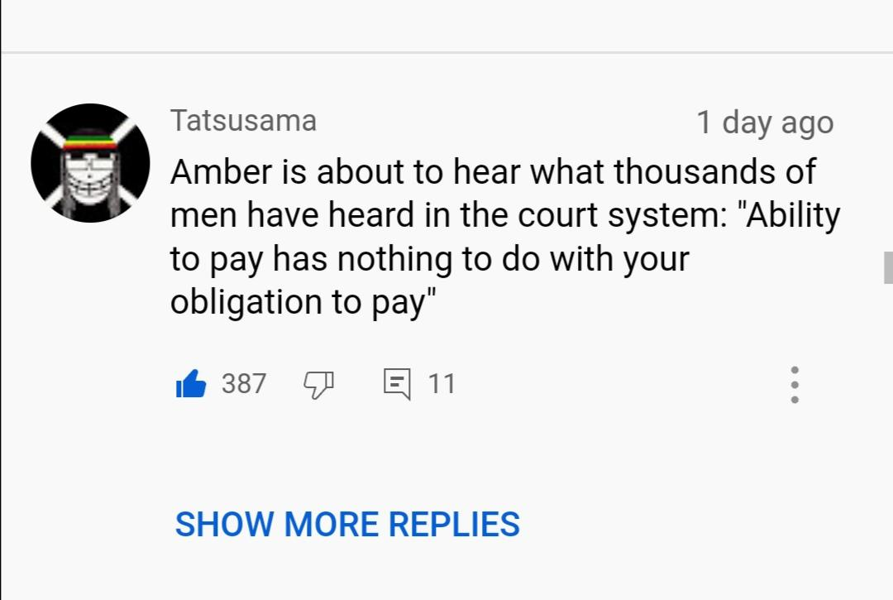 Tatsusama
1 day ago
Amber is about to hear what thousands of
men have heard in the court system: "Ability
to pay has nothing to do with your
obligation to pay"
387
11
SHOW MORE REPLIES